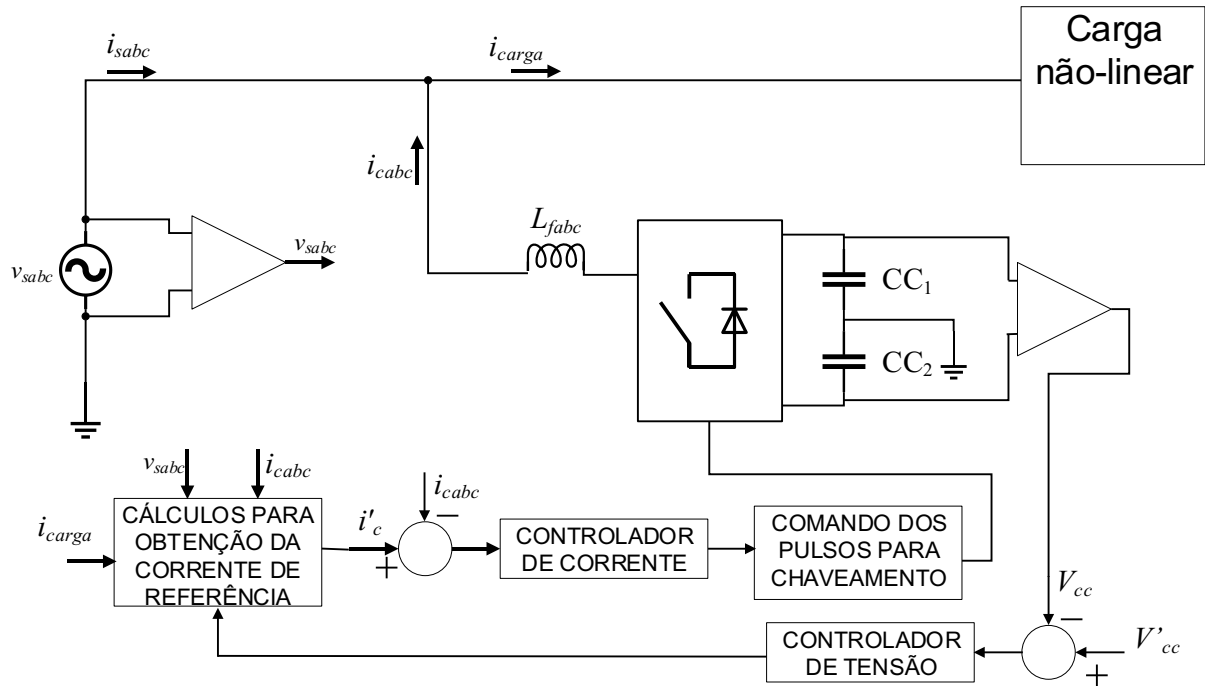 i_sabc
i_carga
Carga
não-linear
i_cabc
L_fabc
v_sabc
v_sabc
CC₁
CC₂
v_sabc
i_cabc
i_cabc
i_carga
CÁLCULOS PARA
OBTENÇÃO DA
CORRENTE DE
REFERÊNCIA
i'_c
+
−
CONTROLADOR
DE CORRENTE
COMANDO DOS
PULSOS PARA
CHAVEAMENTO
V_cc
−
CONTROLADOR
DE TENSÃO
V’_cc
+